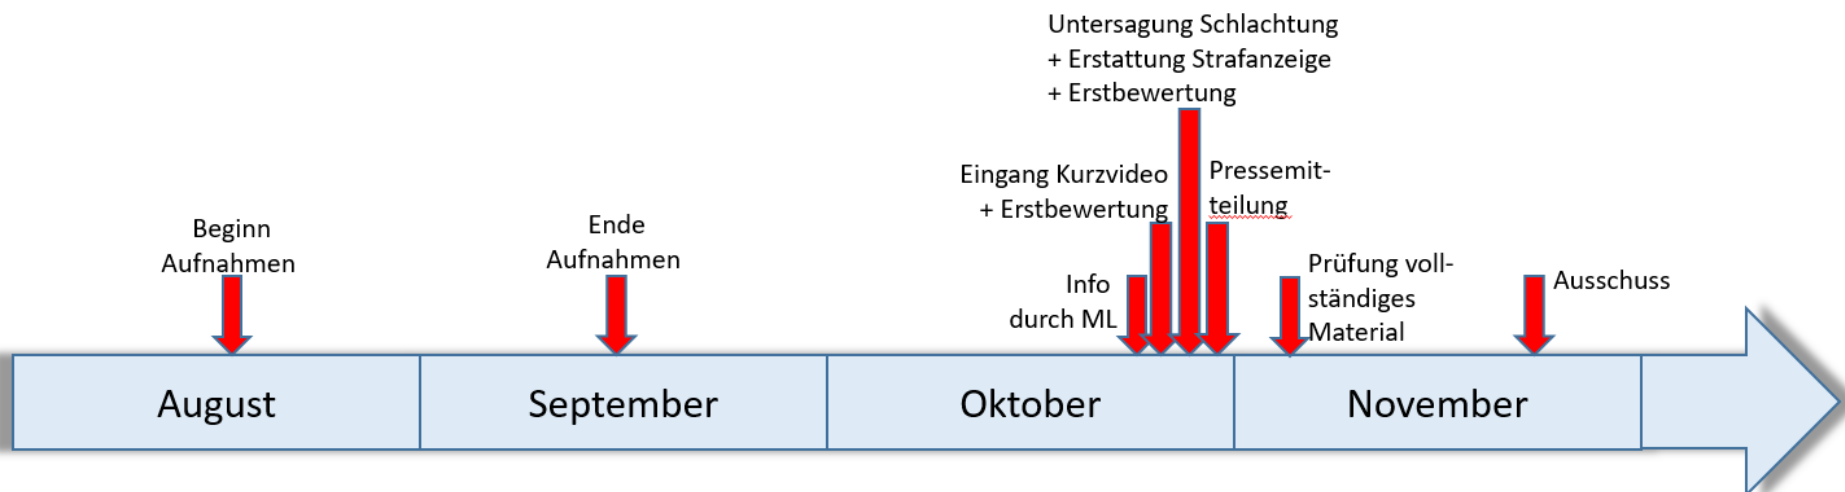 Untersagung Schlachtung
+ Erstattung Strafanzeige
+ Erstbewertung
Eingang Kurzvideo
+ Erstbewertung
Pressemit-
teilung
Beginn
Aufnahmen
Ende
Aufnahmen
Info
durch ML
Prüfung voll-
ständiges
Material
Ausschuss
August
September
Oktober
November